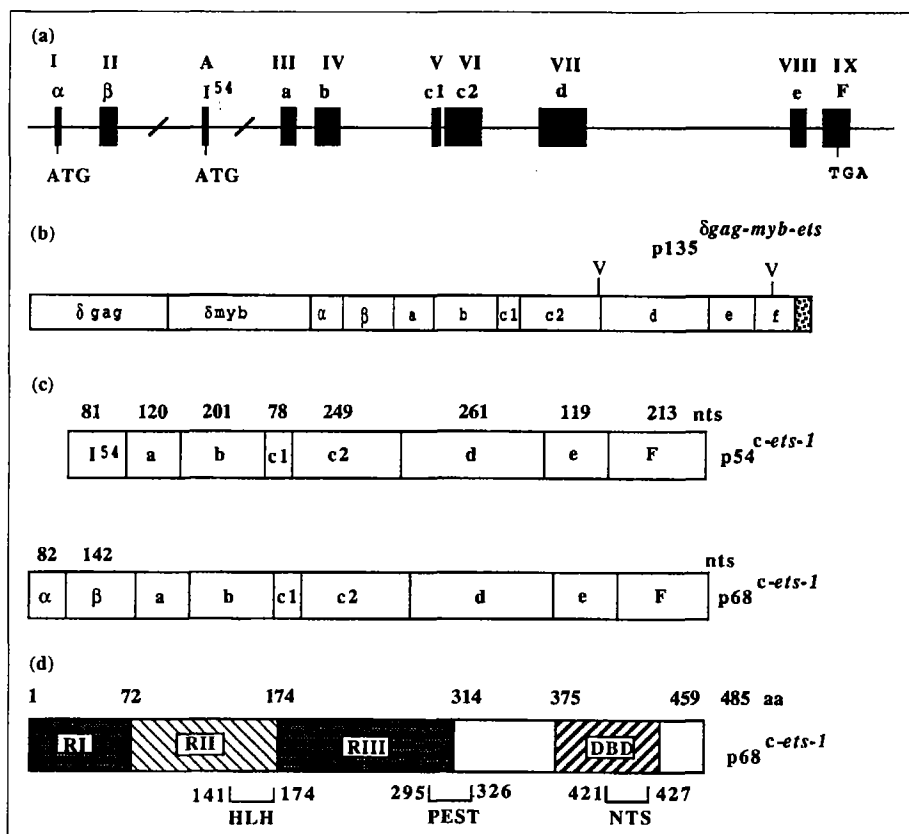 (a)
I II A III IV V VI VII VIII IX
α β I54 a b c1 c2 d e F
ATG ATG TGA
(b)
p135 δgag-myb-ets
V V
δ gag δmyb α β a b c1 c2 d e f
(c)
81 120 201 78 249 261 119 213 nts
I54 a b c1 c2 d e F p54 c-ets-1
82 142 nts
α β a b c1 c2 d e F p68 c-ets-1
(d)
1 72 174 314 375 459 485 aa
RI RII RIII DBD p68 c-ets-1
141 174 295 326 421 427
HLH PEST NTS